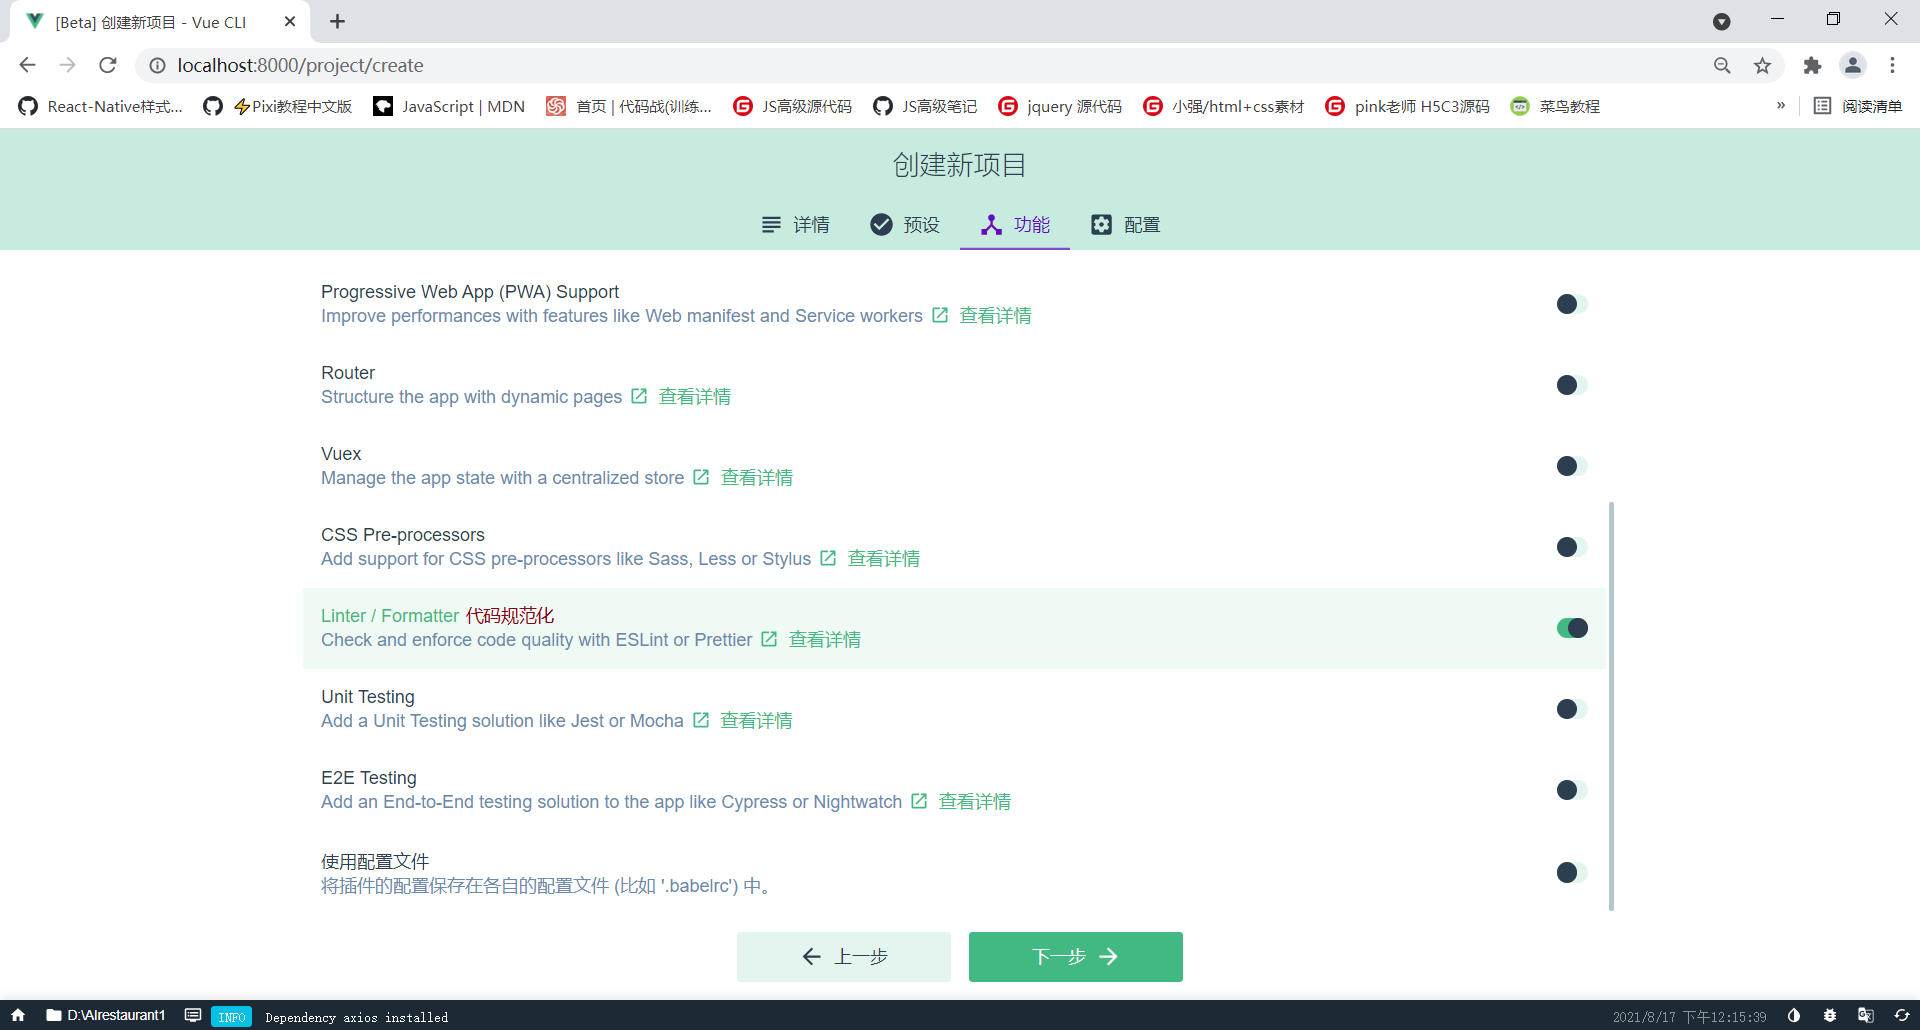 [Beta] 创建新项目 - Vue CLI
localhost:8000/project/create
React-Native样式... ⚡Pixi教程中文版 JavaScript | MDN 首页 | 代码战(训练... JS高级源代码 JS高级笔记 jquery 源代码 小强/html+css素材 pink老师 H5C3源码 菜鸟教程 » 阅读清单
创建新项目
详情 预设 功能 配置
Progressive Web App (PWA) Support
Improve performances with features like Web manifest and Service workers 查看详情
Router
Structure the app with dynamic pages 查看详情
Vuex
Manage the app state with a centralized store 查看详情
CSS Pre-processors
Add support for CSS pre-processors like Sass, Less or Stylus 查看详情
Linter / Formatter 代码规范化
Check and enforce code quality with ESLint or Prettier 查看详情
Unit Testing
Add a Unit Testing solution like Jest or Mocha 查看详情
E2E Testing
Add an End-to-End testing solution to the app like Cypress or Nightwatch 查看详情
使用配置文件
将插件的配置保存在各自的配置文件 (比如 '.babelrc') 中。
上一步 下一步
D:\AIrestaurant1 INFO Dependency axios installed 2021/8/17 下午12:15:39